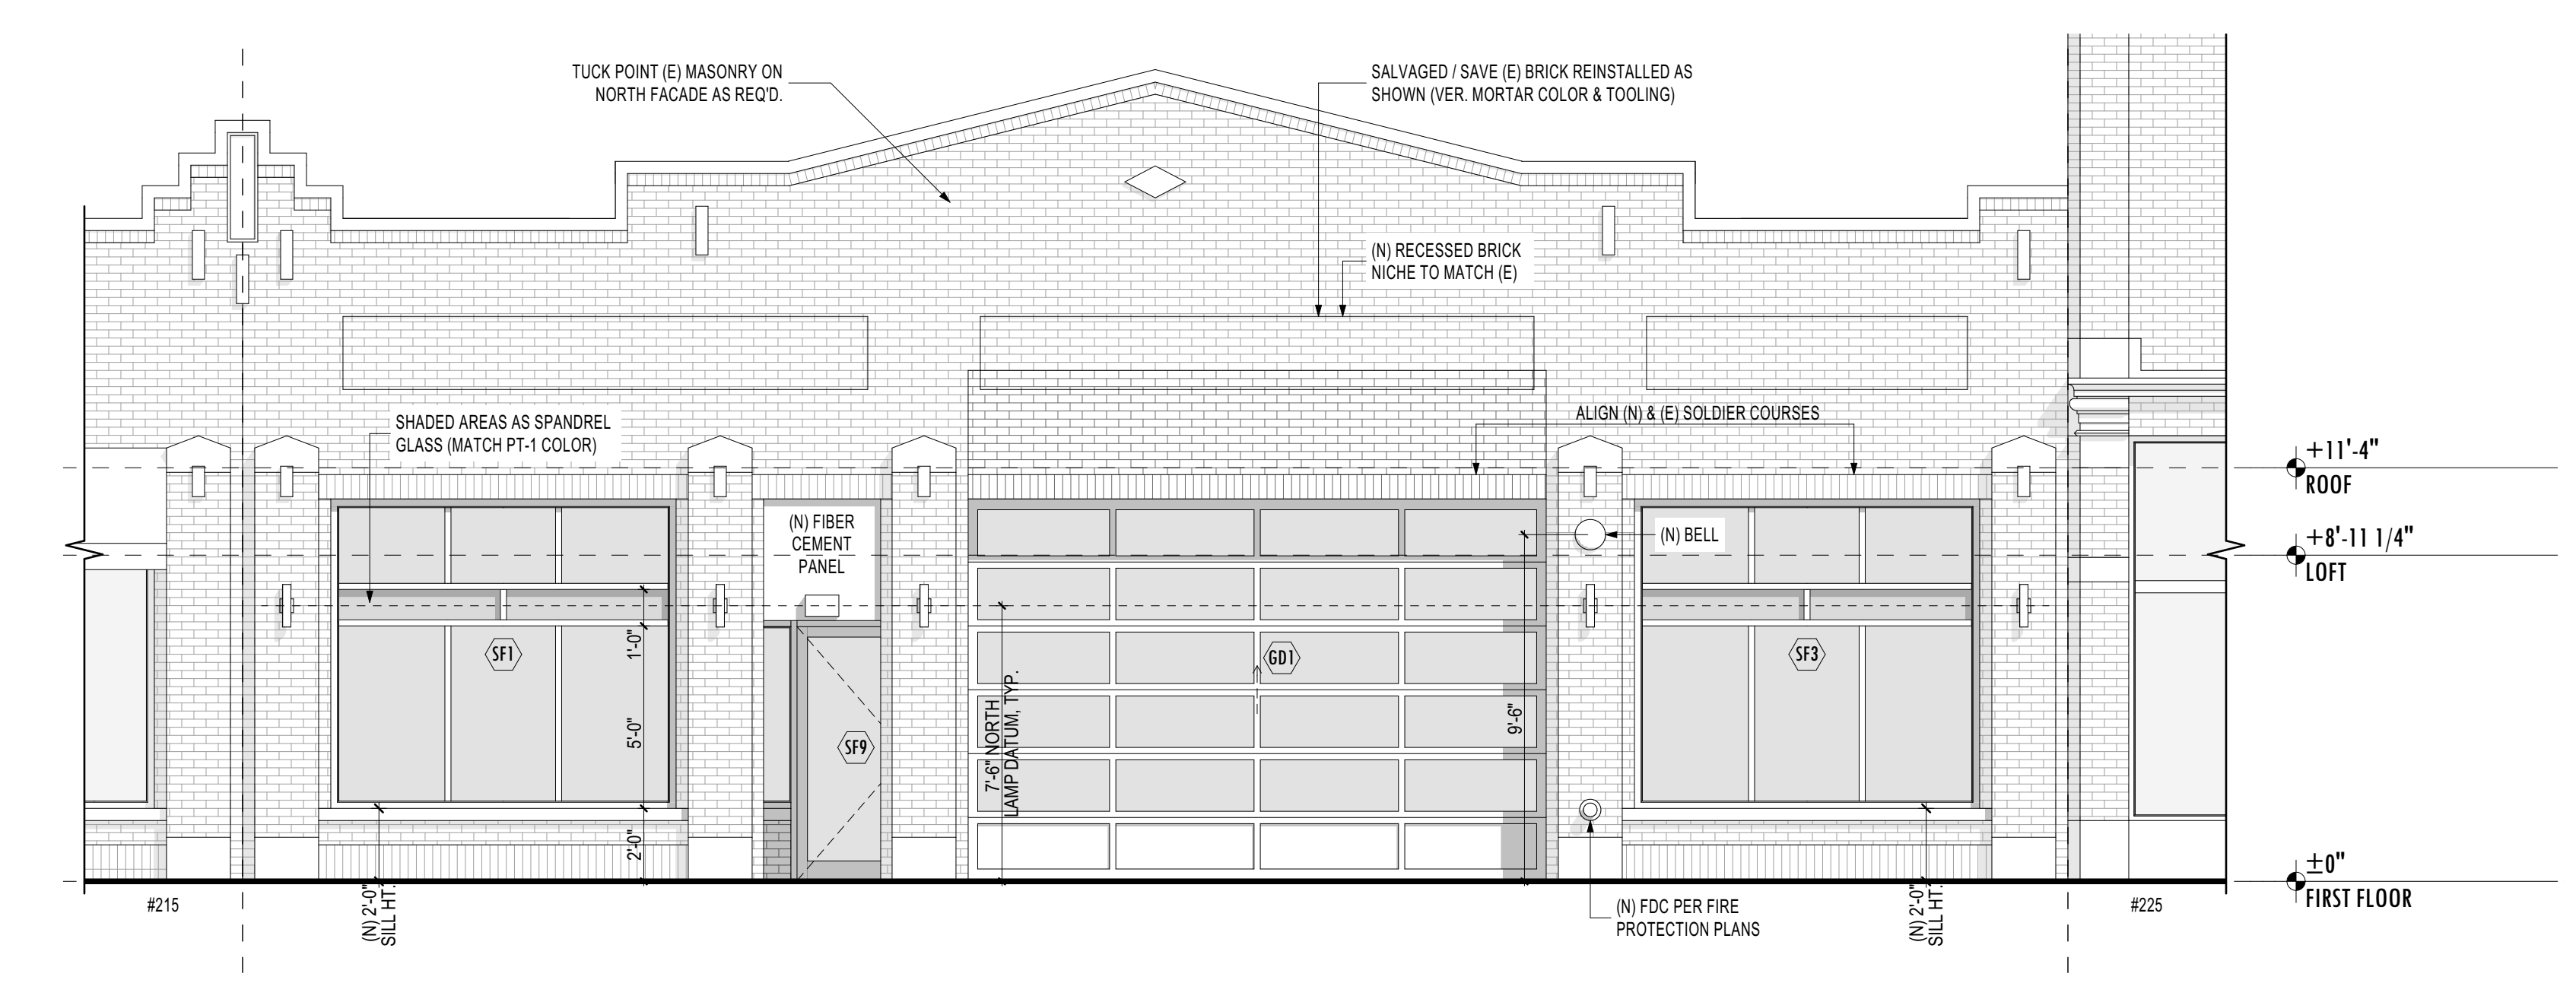 TUCK POINT (E) MASONRY ON
NORTH FACADE AS REQ'D.
SALVAGED / SAVE (E) BRICK REINSTALLED AS
SHOWN (VER. MORTAR COLOR & TOOLING)
(N) RECESSED BRICK
NICHE TO MATCH (E)
SHADED AREAS AS SPANDREL
GLASS (MATCH PT-1 COLOR)
ALIGN (N) & (E) SOLDIER COURSES
+11'-4"
ROOF
(N) FIBER
CEMENT
PANEL
(N) BELL
+8'-11 1/4"
LOFT
SF1
1'-0"
5'-0"
2'-0"
SF9
GD1
7'-6" NORTH
LAMP DATUM, TYP.
9'-6"
SF3
±0"
FIRST FLOOR
#215
(N) 2'-0"
SILL HT.
(N) FDC PER FIRE
PROTECTION PLANS
(N) 2'-0"
SILL HT.
#225